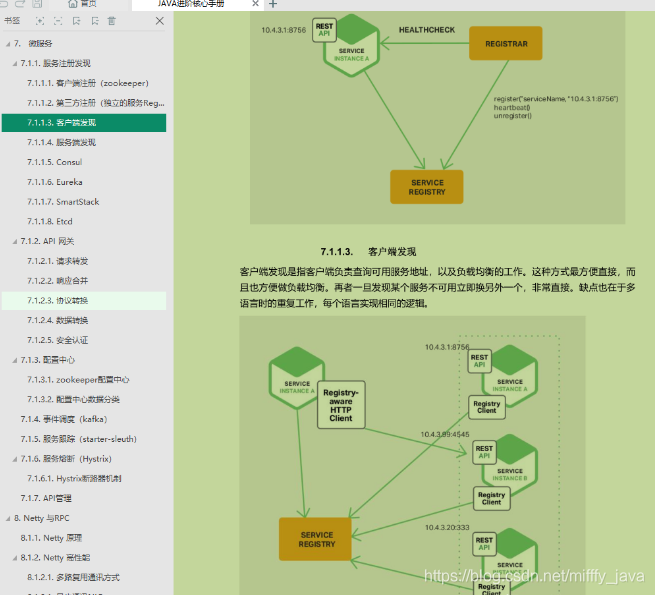 首页
JAVA进阶核心手册
书签
7. 微服务
7.1.1. 服务注册发现
7.1.1.1. 客户端注册（zookeeper）
7.1.1.2. 第三方注册（独立的服务Reg...
7.1.1.3. 客户端发现
7.1.1.4. 服务端发现
7.1.1.5. Consul
7.1.1.6. Eureka
7.1.1.7. SmartStack
7.1.1.8. Etcd
7.1.2. API 网关
7.1.2.1. 请求转发
7.1.2.2. 响应合并
7.1.2.3. 协议转换
7.1.2.4. 数据转换
7.1.2.5. 安全认证
7.1.3. 配置中心
7.1.3.1. zookeeper配置中心
7.1.3.2. 配置中心数据分类
7.1.4. 事件调度（kafka）
7.1.5. 服务跟踪（starter-sleuth）
7.1.6. 服务熔断（Hystrix）
7.1.6.1. Hystrix断路器机制
7.1.7. API管理
8. Netty 与RPC
8.1.1. Netty 原理
8.1.2. Netty 高性能
8.1.2.1. 多路复用通讯方式
10.4.3.1:8756
REST
API
SERVICE
INSTANCE A
HEALTHCHECK
REGISTRAR
register("serviceName, "10.4.3.1:8756")
heartbeat()
unregister()
SERVICE
REGISTRY
7.1.1.3. 客户端发现
客户端发现是指客户端负责查询可用服务地址，以及负载均衡的工作。这种方式最方便直接，而
且也方便做负载均衡。再者一旦发现某个服务不可用立即换另外一个，非常直接。缺点也在于多
语言时的重复工作，每个语言实现相同的逻辑。
10.4.3.1:8756
REST
API
SERVICE
INSTANCE A
SERVICE
INSTANCE A
Registry-
aware
HTTP
Client
Registry
Client
10.4.3.99:4545
REST
API
SERVICE
INSTANCE B
Registry
Client
SERVICE
REGISTRY
10.4.3.20:333
REST
API
SERVICE
Registry
Client
https://blog.csdn.net/mifffy_java